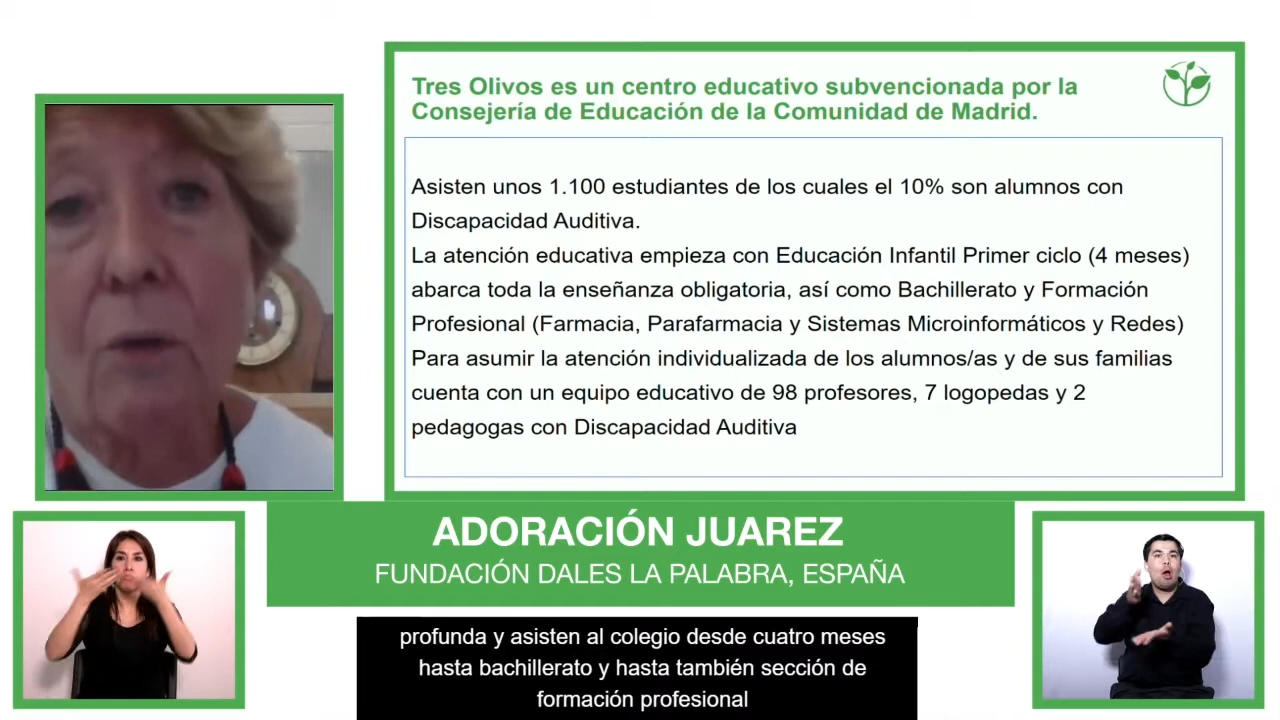 Tres Olivos es un centro educativo subvencionada por la
Consejería de Educación de la Comunidad de Madrid.
Asisten unos 1.100 estudiantes de los cuales el 10% son alumnos con
Discapacidad Auditiva.
La atención educativa empieza con Educación Infantil Primer ciclo (4 meses)
abarca toda la enseñanza obligatoria, así como Bachillerato y Formación
Profesional (Farmacia, Parafarmacia y Sistemas Microinformáticos y Redes)
Para asumir la atención individualizada de los alumnos/as y de sus familias
cuenta con un equipo educativo de 98 profesores, 7 logopedas y 2
pedagogas con Discapacidad Auditiva
ADORACIÓN JUAREZ
FUNDACIÓN DALES LA PALABRA, ESPAÑA
profunda y asisten al colegio desde cuatro meses
hasta bachillerato y hasta también sección de
formación profesional